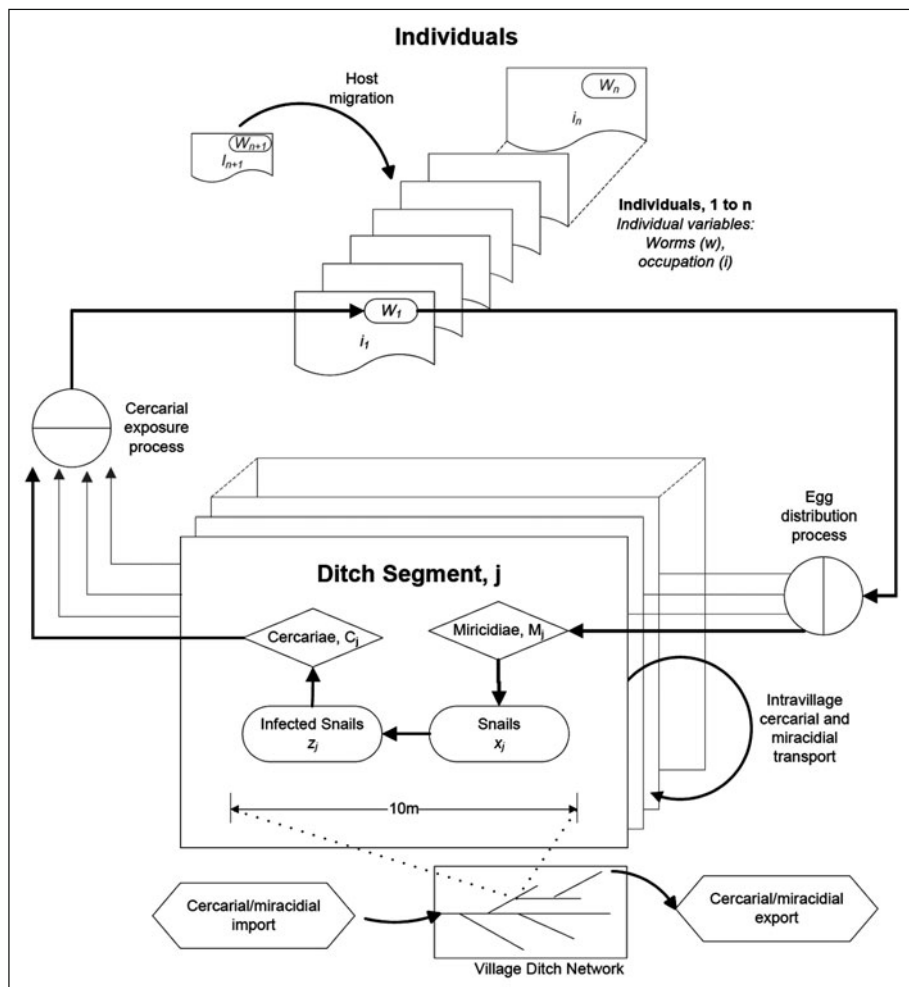 Individuals
Host
migration
Wn
in
Wn+1
In+1
Individuals, 1 to n
Individual variables:
Worms (w),
occupation (i)
W1
i1
Cercarial
exposure
process
Egg
distribution
process
Ditch Segment, j
Cercariae, Cj
Miricidiae, Mj
Infected Snails
zj
Snails
xj
Intravillage
cercarial and
miracidial
transport
10m
Cercarial/miracidial
import
Cercarial/miracidial
export
Village Ditch Network